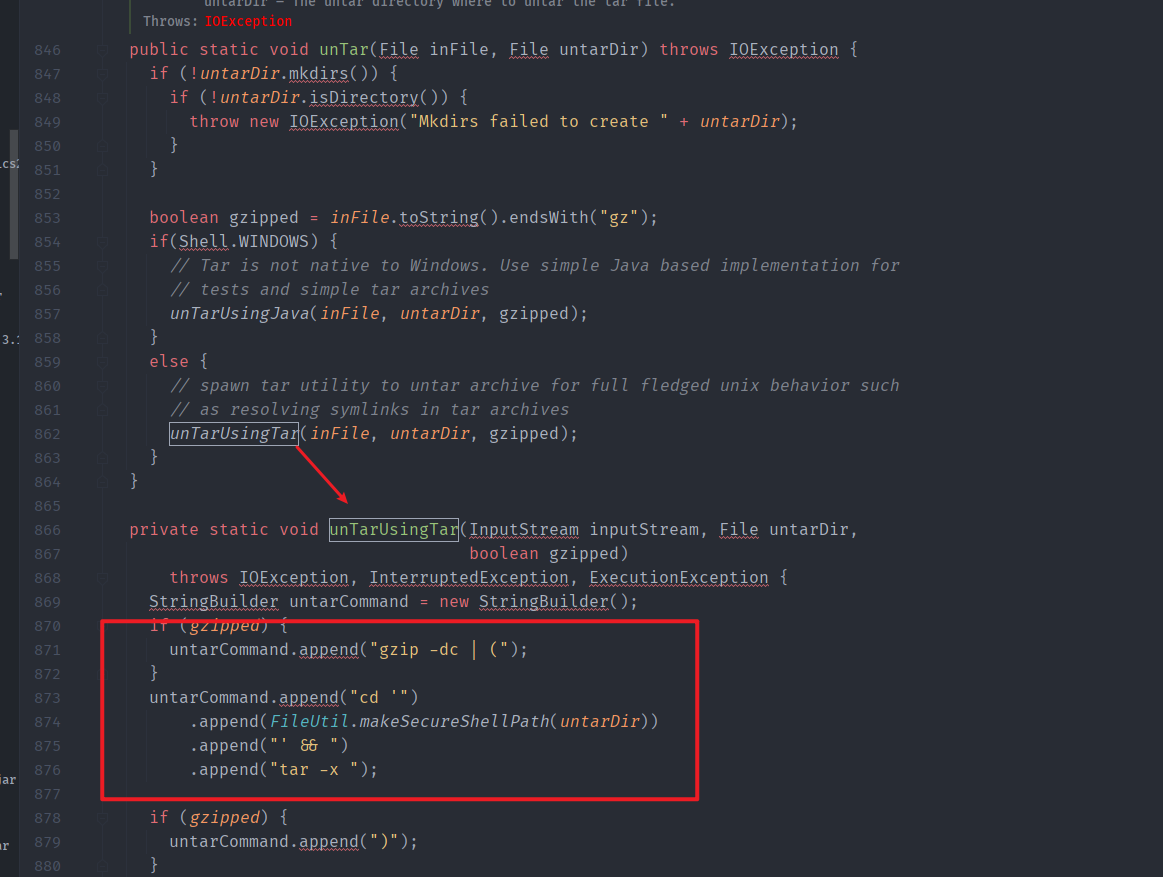 untarDir – The untar directory where to untar the tar file.
Throws: IOException
846 public static void unTar(File inFile, File untarDir) throws IOException {
847 if (!untarDir.mkdirs()) {
848 if (!untarDir.isDirectory()) {
849 throw new IOException("Mkdirs failed to create " + untarDir);
850 }
851 }
852
853 boolean gzipped = inFile.toString().endsWith("gz");
854 if(Shell.WINDOWS) {
855 // Tar is not native to Windows. Use simple Java based implementation for
856 // tests and simple tar archives
857 unTarUsingJava(inFile, untarDir, gzipped);
858 }
859 else {
860 // spawn tar utility to untar archive for full fledged unix behavior such
861 // as resolving symlinks in tar archives
862 unTarUsingTar(inFile, untarDir, gzipped);
863 }
864 }
865
866 private static void unTarUsingTar(InputStream inputStream, File untarDir,
867 boolean gzipped)
868 throws IOException, InterruptedException, ExecutionException {
869 StringBuilder untarCommand = new StringBuilder();
870 if (gzipped) {
871 untarCommand.append("gzip -dc | (");
872 }
873 untarCommand.append("cd '")
874 .append(FileUtil.makeSecureShellPath(untarDir))
875 .append("' && ")
876 .append("tar -x ");
877
878 if (gzipped) {
879 untarCommand.append(")");
880 }